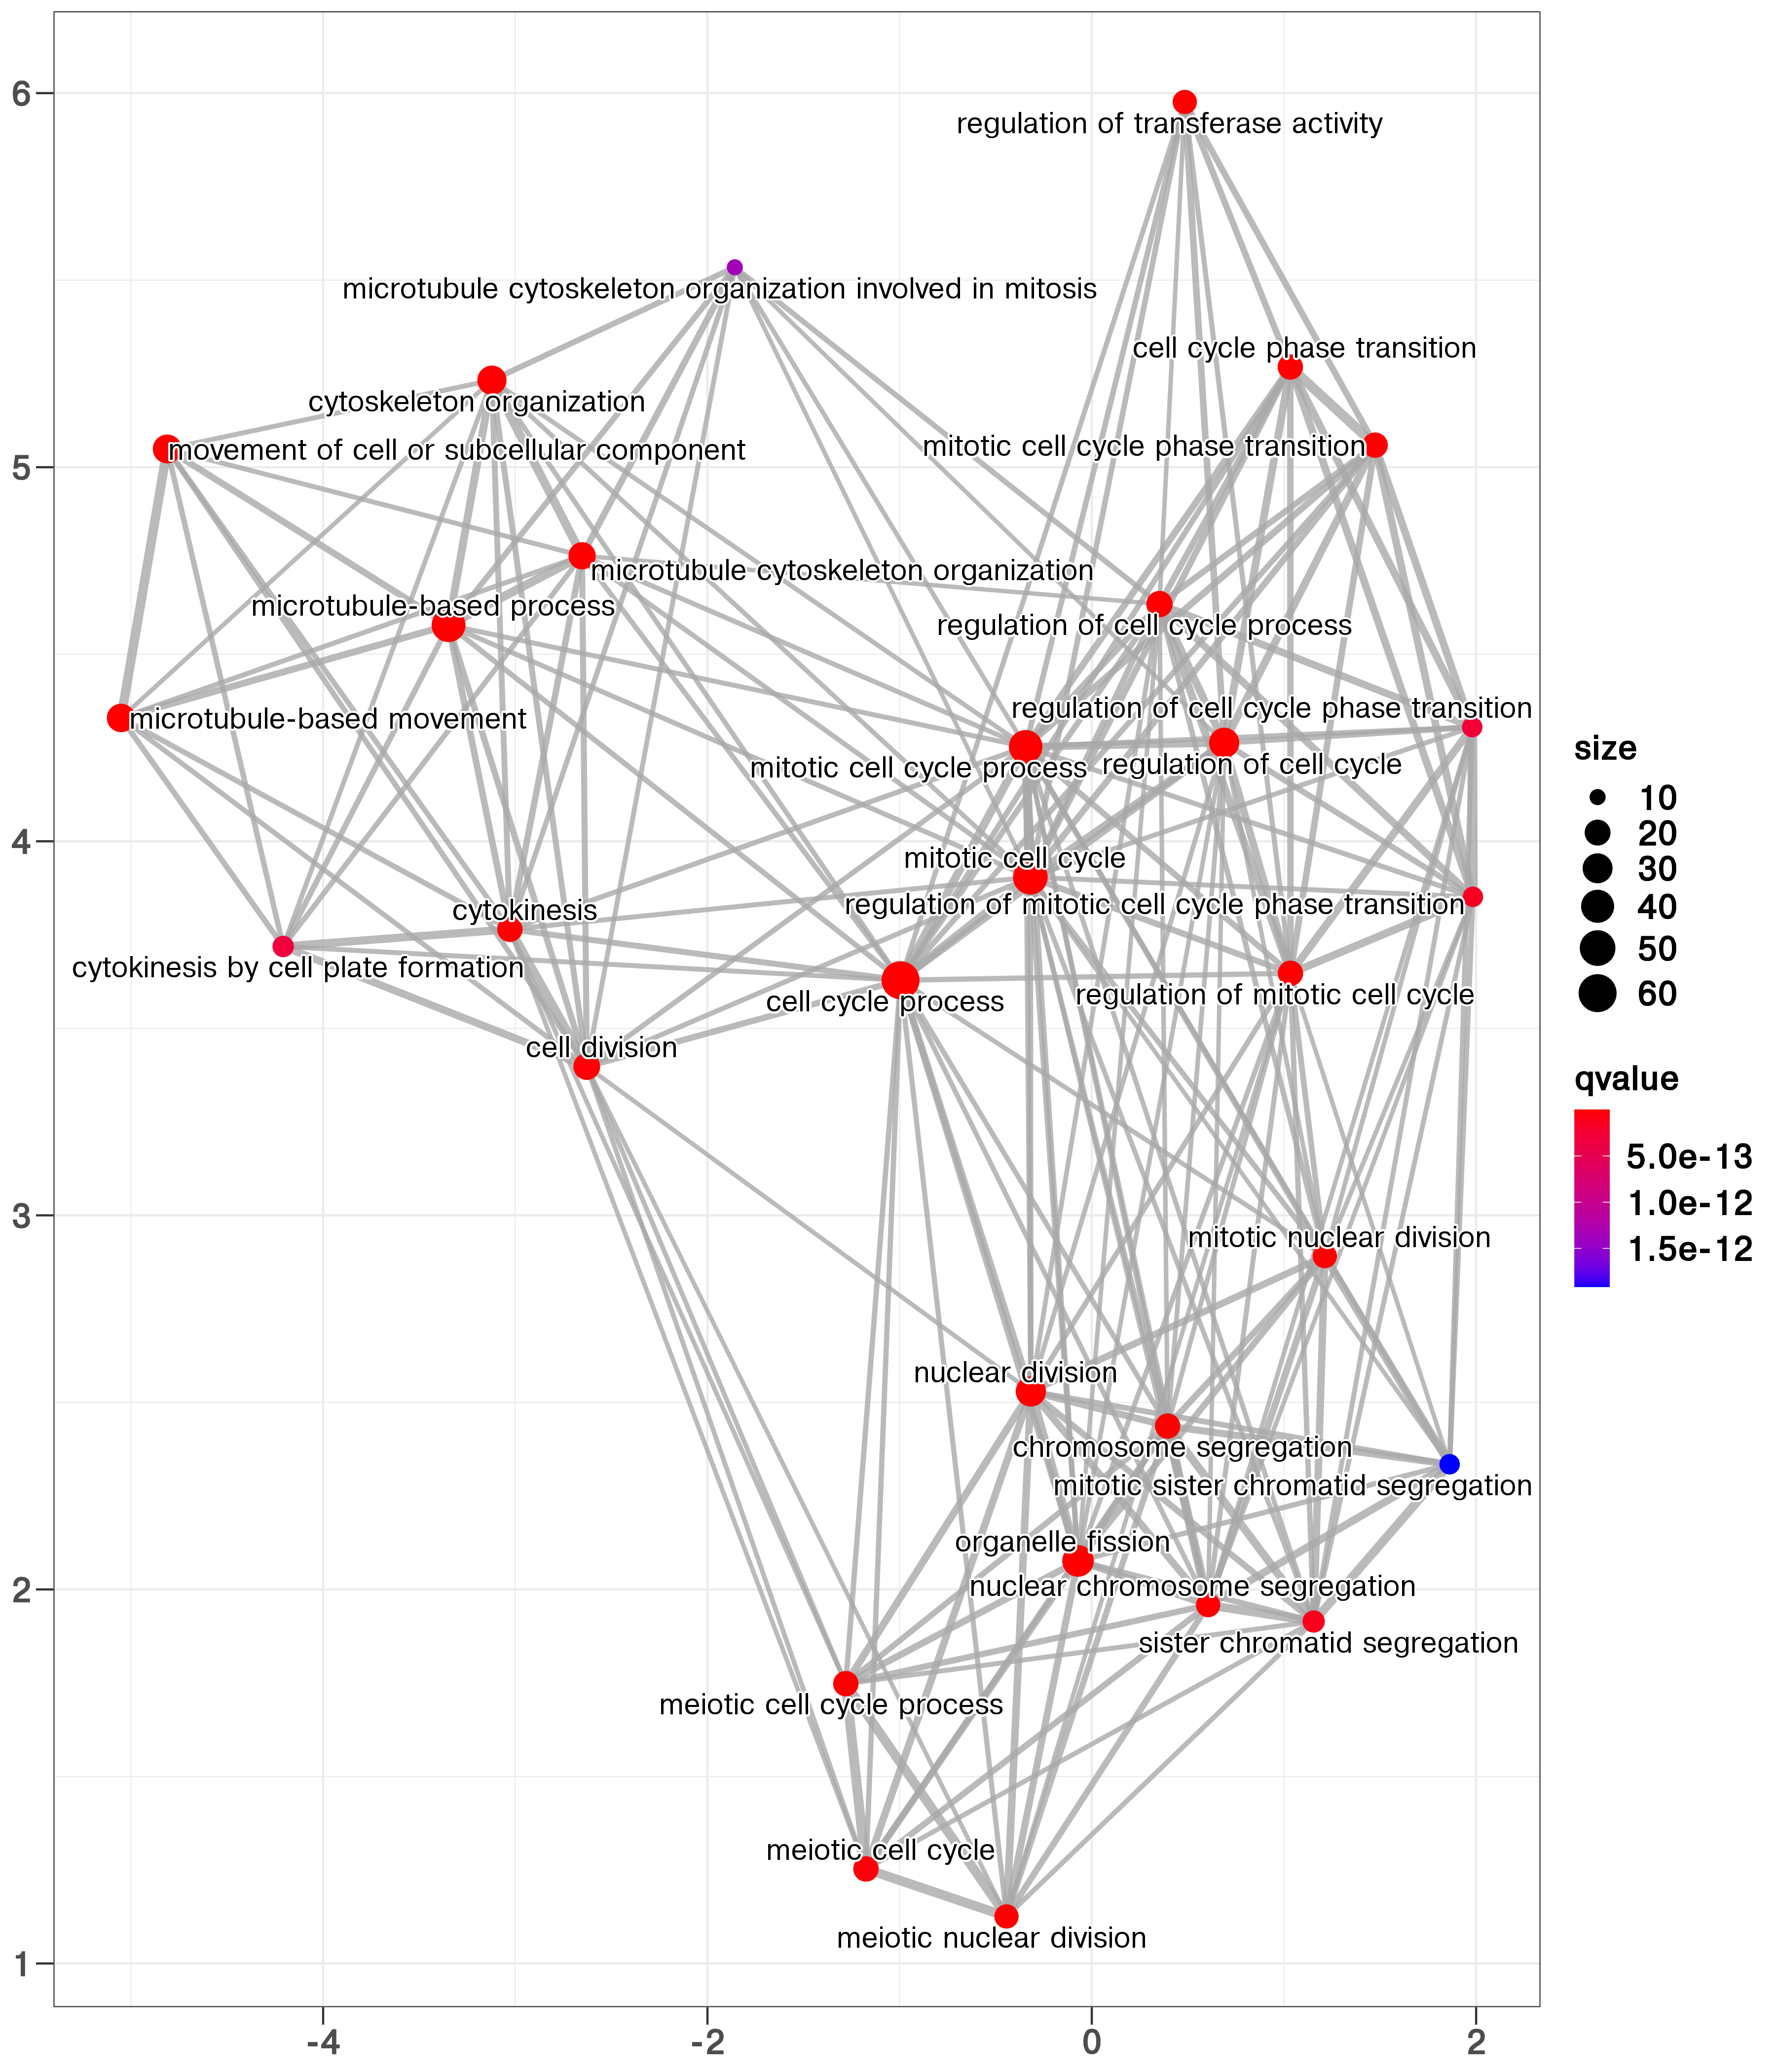 6
regulation of transferase activity
microtubule cytoskeleton organization involved in mitosis
cell cycle phase transition
cytoskeleton organization
mitotic cell cycle phase transition
movement of cell or subcellular component
5
microtubule cytoskeleton organization
microtubule-based process
regulation of cell cycle process
regulation of cell cycle phase transition
microtubule-based movement
mitotic cell cycle process
regulation of cell cycle
4
mitotic cell cycle
regulation of mitotic cell cycle phase transition
cytokinesis
cytokinesis by cell plate formation
regulation of mitotic cell cycle
cell cycle process
cell division
3
mitotic nuclear division
nuclear division
chromosome segregation
mitotic sister chromatid segregation
organelle fission
nuclear chromosome segregation
2
sister chromatid segregation
meiotic cell cycle process
meiotic cell cycle
meiotic nuclear division
1
-4
-2
0
2
size
10
20
30
40
50
60
qvalue
5.0e-13
1.0e-12
1.5e-12